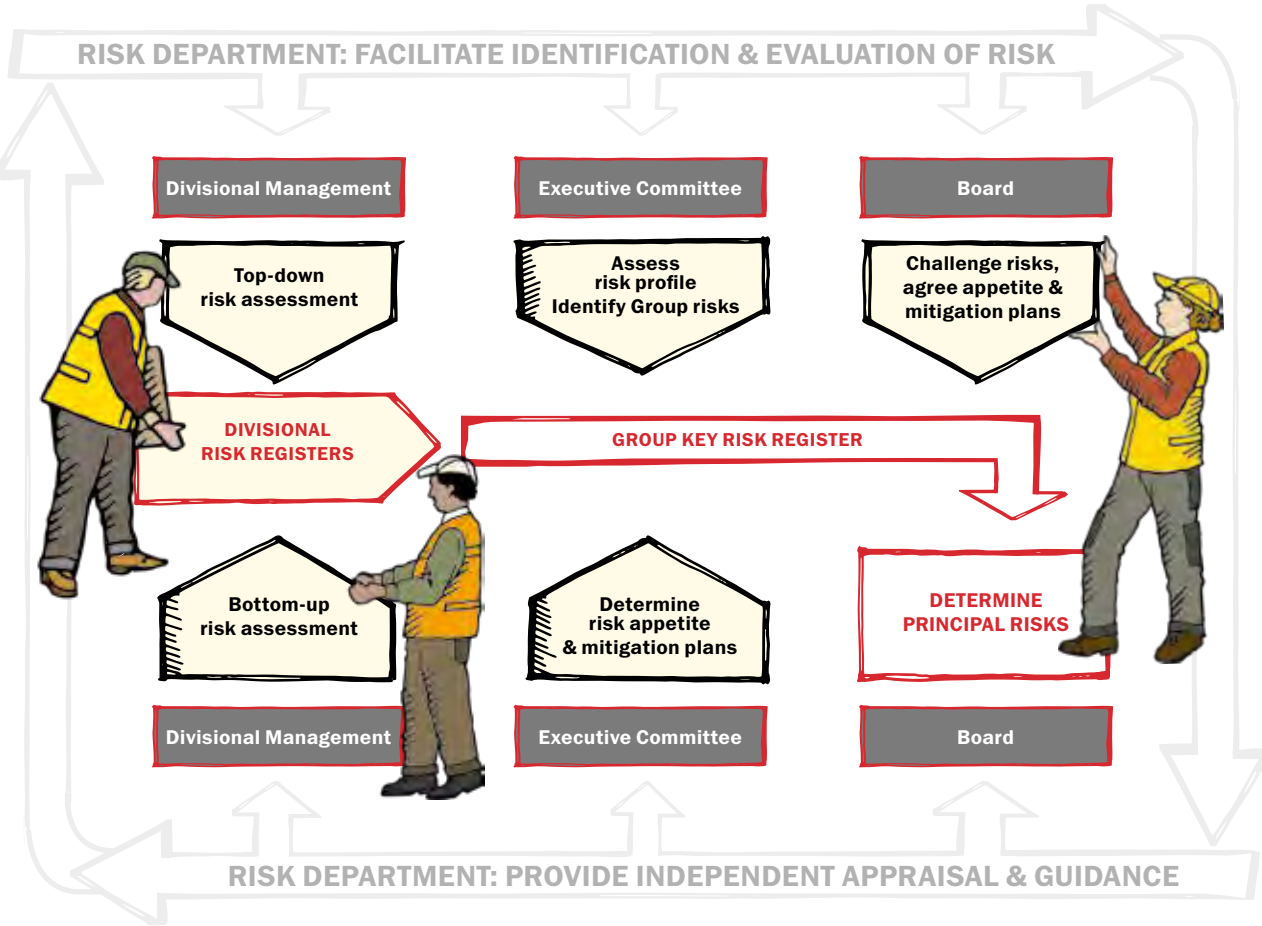 RISK DEPARTMENT: FACILITATE IDENTIFICATION & EVALUATION OF RISK
Divisional Management
Executive Committee
Board
Top-down
risk assessment
Assess
risk profile
Identify Group risks
Challenge risks,
agree appetite &
mitigation plans
DIVISIONAL
RISK REGISTERS
GROUP KEY RISK REGISTER
Bottom-up
risk assessment
Determine
risk appetite
& mitigation plans
DETERMINE
PRINCIPAL RISKS
Divisional Management
Executive Committee
Board
RISK DEPARTMENT: PROVIDE INDEPENDENT APPRAISAL & GUIDANCE